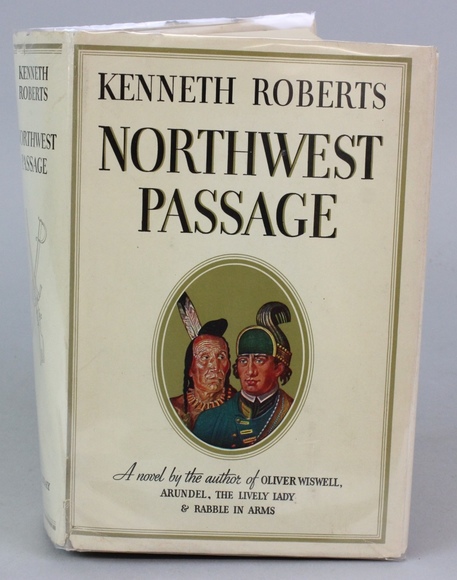 KENNETH
ROBERTS
NORTHWEST
PASSAGE
KENNETH ROBERTS
NORTHWEST
PASSAGE
A novel by the author of OLIVER WISWELL,
ARUNDEL, THE LIVELY LADY
& RABBLE IN ARMS